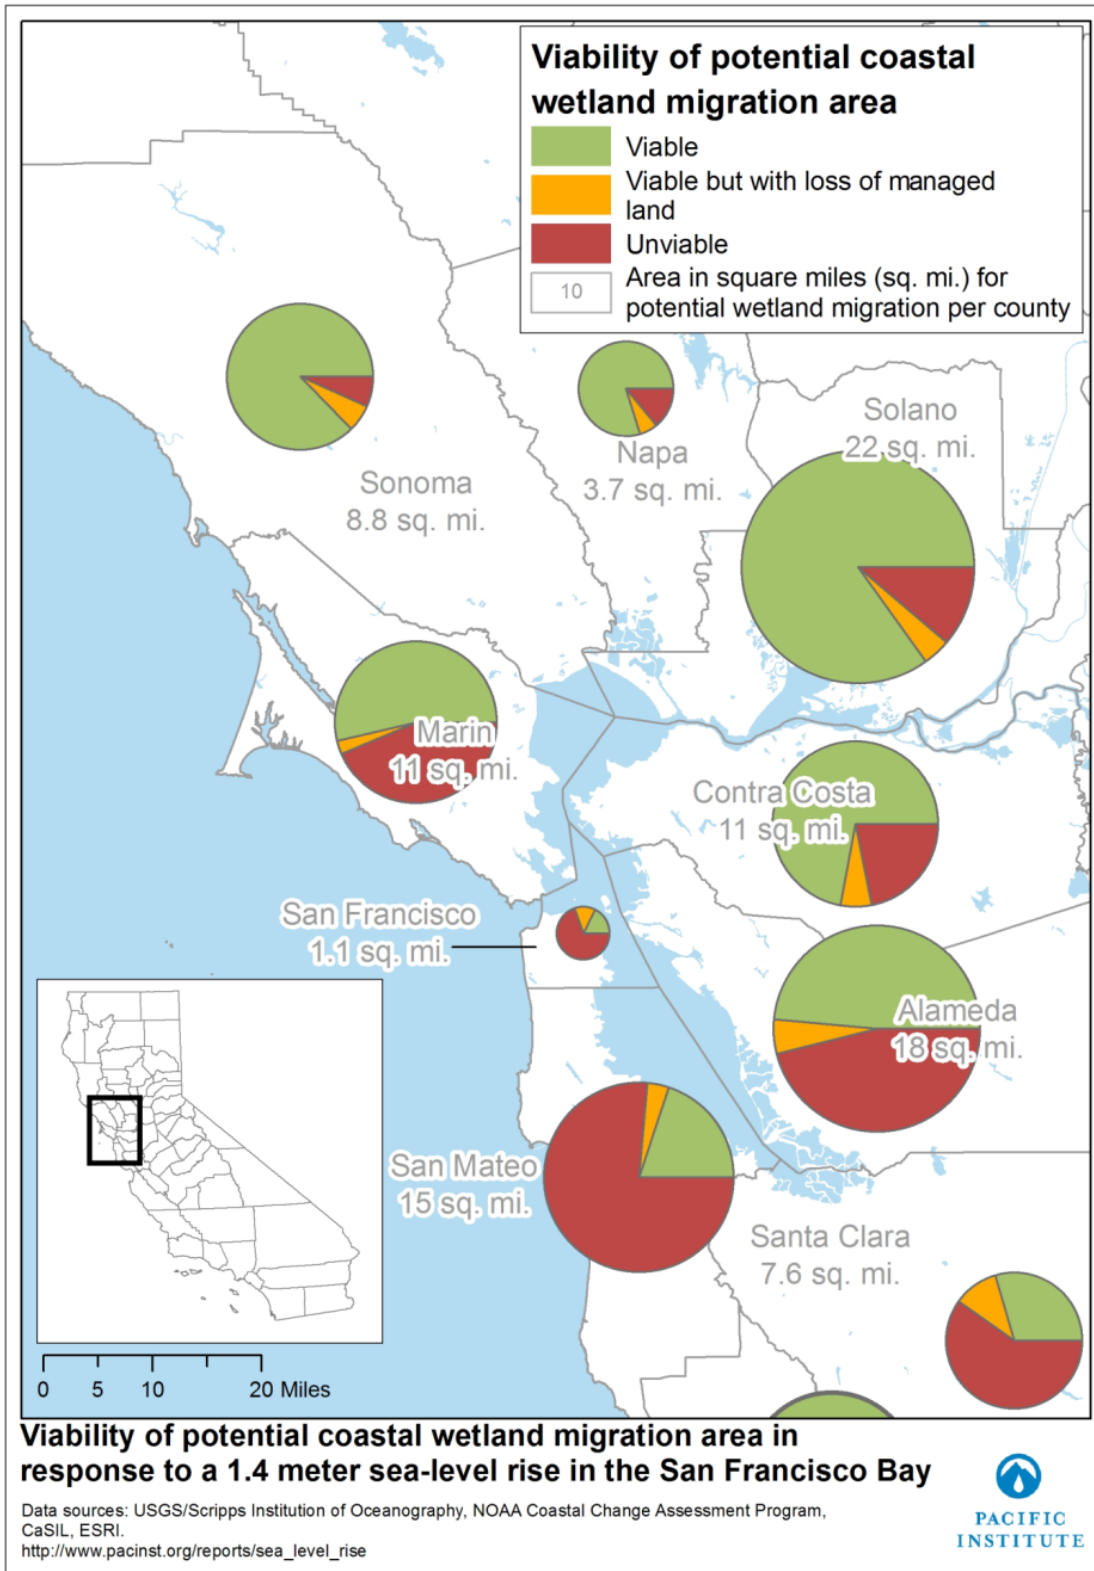 Viability of potential coastal
wetland migration area
Viable
Viable but with loss of managed
land
Unviable
10
Area in square miles (sq. mi.) for
potential wetland migration per county
Solano
22 sq. mi.
Napa
3.7 sq. mi.
Sonoma
8.8 sq. mi.
Marin
11 sq. mi.
Contra Costa
11 sq. mi.
San Francisco
1.1 sq. mi.
Alameda
18 sq. mi.
San Mateo
15 sq. mi.
Santa Clara
7.6 sq. mi.
0 5 10 20 Miles
Viability of potential coastal wetland migration area in
response to a 1.4 meter sea-level rise in the San Francisco Bay
Data sources: USGS/Scripps Institution of Oceanography, NOAA Coastal Change Assessment Program,
CaSIL, ESRI.
http://www.pacinst.org/reports/sea_level_rise
PACIFIC
INSTITUTE